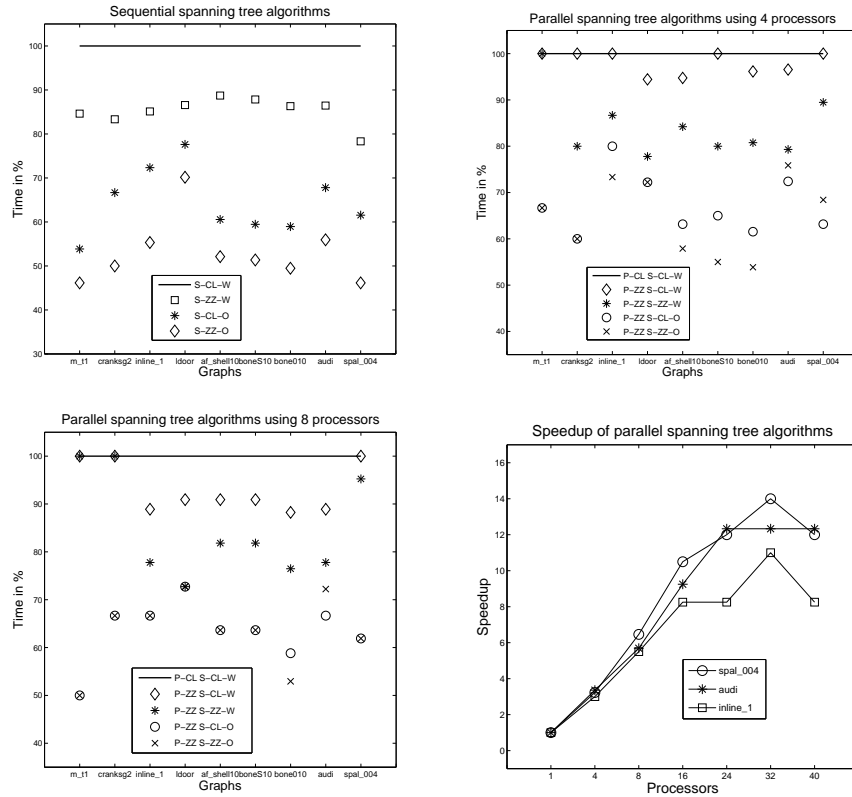 Sequential spanning tree algorithms
100
90
80
70
60
50
40
30
Time in %
S-CL-W
S-ZZ-W
S-CL-O
S-ZZ-O
m_t1 cranksg2 inline_1 ldoor af_shell10 boneS10 bone010 audi spal_004
Graphs
Parallel spanning tree algorithms using 4 processors
100
90
80
70
60
50
40
Time in %
P-CL S-CL-W
P-ZZ S-CL-W
P-ZZ S-ZZ-W
P-ZZ S-CL-O
P-ZZ S-ZZ-O
m_t1 cranksg2 inline_1 ldoor af_shell10 boneS10 bone010 audi spal_004
Graphs
Parallel spanning tree algorithms using 8 processors
100
90
80
70
60
50
40
Time in %
P-CL S-CL-W
P-ZZ S-CL-W
P-ZZ S-ZZ-W
P-ZZ S-CL-O
P-ZZ S-ZZ-O
m_t1 cranksg2 inline_1 ldoor af_shell10 boneS10 bone010 audi spal_004
Graphs
Speedup of parallel spanning tree algorithms
16
14
12
10
8
6
4
2
0
Speedup
spal_004
audi
inline_1
1 4 8 16 24 32 40
Processors